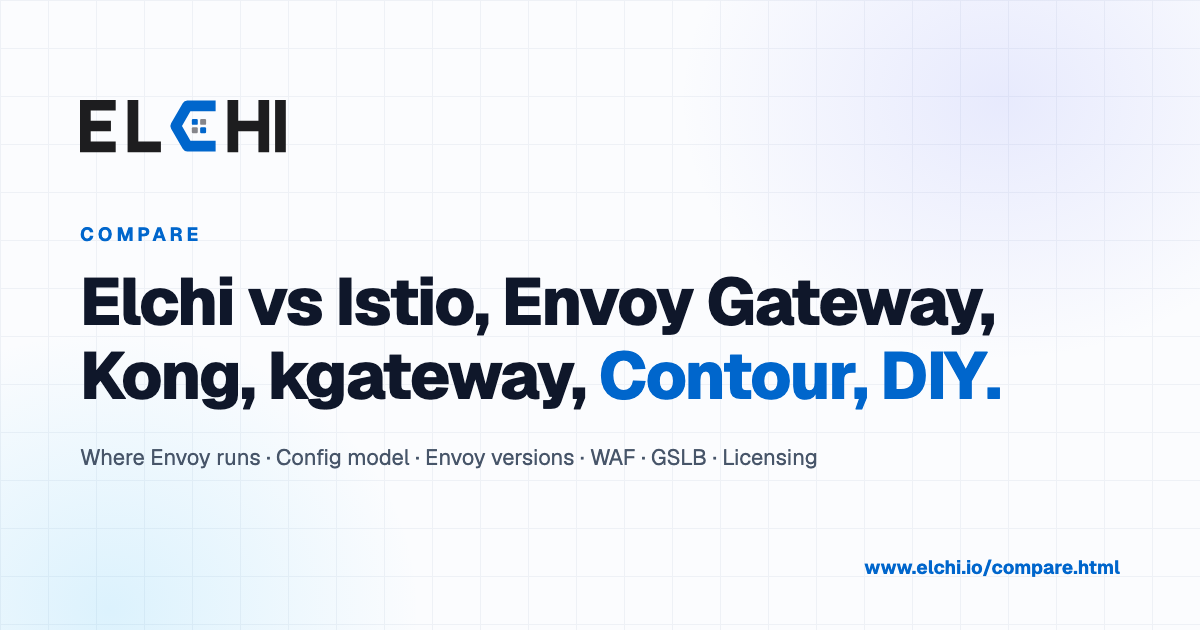 ELCHI
COMPARE
Elchi vs Istio, Envoy Gateway,
Kong, kgateway, Contour, DIY.
Where Envoy runs · Config model · Envoy versions · WAF · GSLB · Licensing
www.elchi.io/compare.html